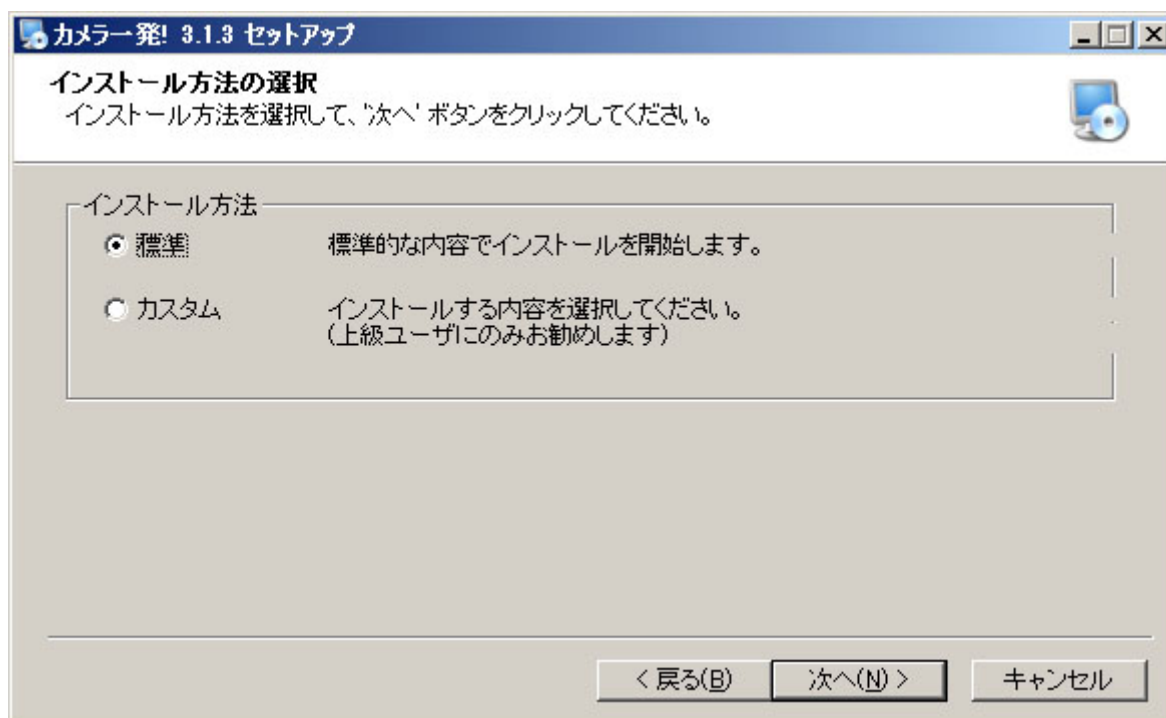 カメラ一発! 3.1.3 セットアップ
インストール方法の選択
インストール方法を選択して、'次へ' ボタンをクリックしてください。
インストール方法
標準
標準的な内容でインストールを開始します。
カスタム
インストールする内容を選択してください。
(上級ユーザにのみお勧めします)
< 戻る(B)
次へ(N) >
キャンセル